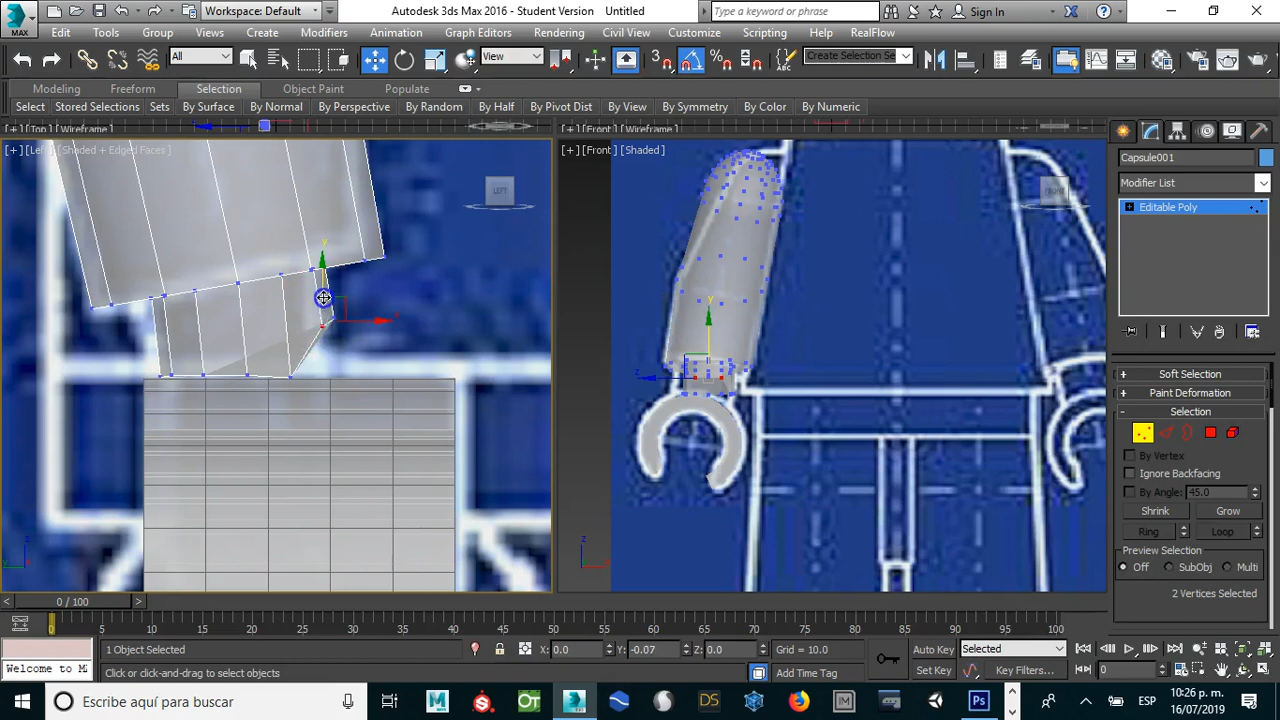 Workspace: Default
Autodesk 3ds Max 2016 - Student Version Untitled
Type a keyword or phrase
Sign In
MAX
Edit Tools Group Views Create Modifiers Animation Graph Editors Rendering Civil View Customize Scripting Help RealFlow
All
View
Create Selection Se
Modeling Freeform Selection Object Paint Populate
Select Stored Selections Sets By Surface By Normal By Perspective By Random By Half By Pivot Dist By View By Symmetry By Color By Numeric
[+] [Top] [Wireframe]
[+] [Front] [Wireframe]
[+] [Left] [Shaded + Edged Faces]
[+] [Front] [Shaded]
LEFT
FRONT
Capsule001
Modifier List
Editable Poly
Soft Selection
Paint Deformation
Selection
By Vertex
Ignore Backfacing
By Angle: 45.0
Shrink Grow
Ring Loop
Preview Selection
Off SubObj Multi
2 Vertices Selected
0 / 100
0 5 10 15 20 25 30 35 40 45 50 55 60 65 70 75 80 85 90 95 100
1 Object Selected
X: 0.0 Y: -0.07 Z: 0.0 Grid = 10.0
Auto Key Selected
Welcome to M
Click or click-and-drag to select objects
Add Time Tag
Set Key Key Filters...
0
Escribe aquí para buscar
ESP
10:26 p. m.
16/07/2019